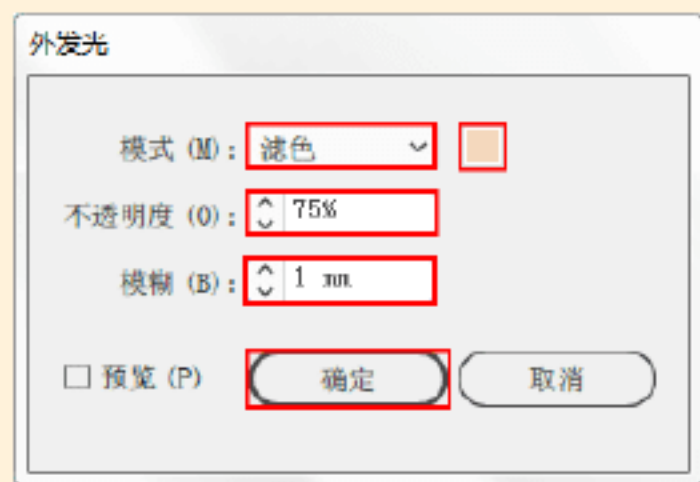 外发光
模式 (M): 滤色
不透明度 (O): 75%
模糊 (B): 1 mm
预览 (P) 确定 取消